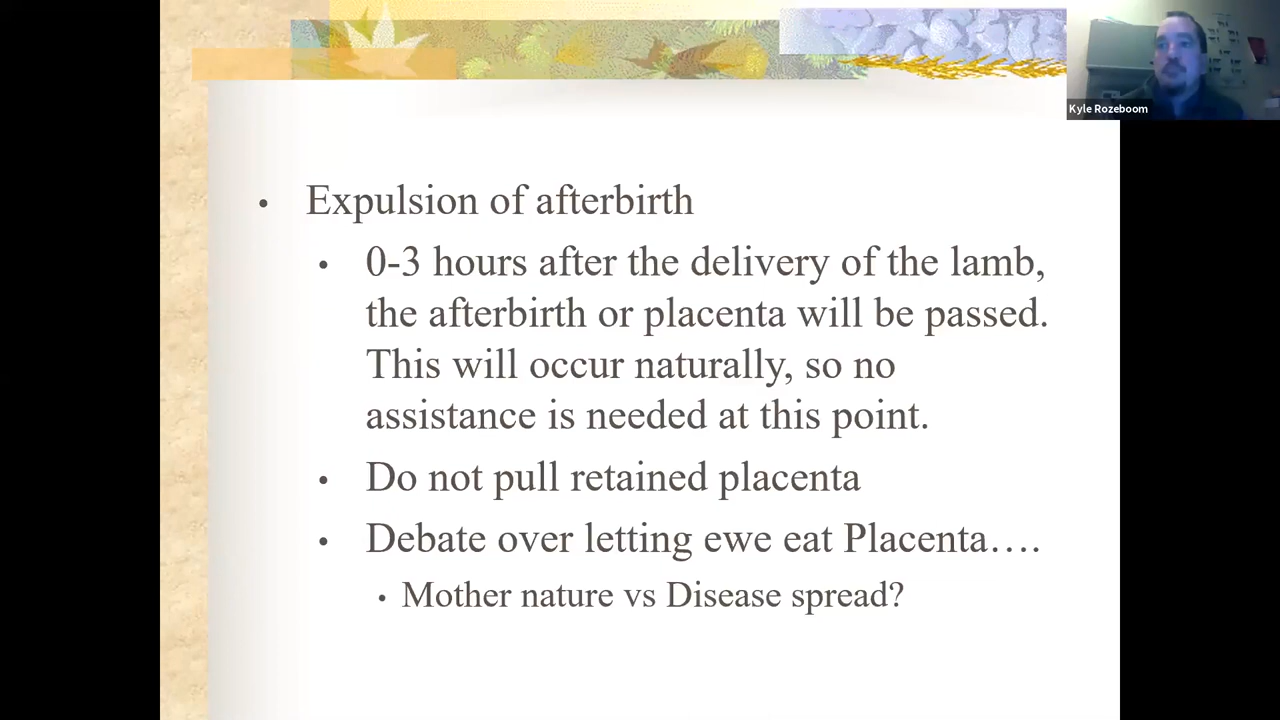 Kyle Rozeboom
• Expulsion of afterbirth
• 0-3 hours after the delivery of the lamb,
the afterbirth or placenta will be passed.
This will occur naturally, so no
assistance is needed at this point.
• Do not pull retained placenta
• Debate over letting ewe eat Placenta….
• Mother nature vs Disease spread?